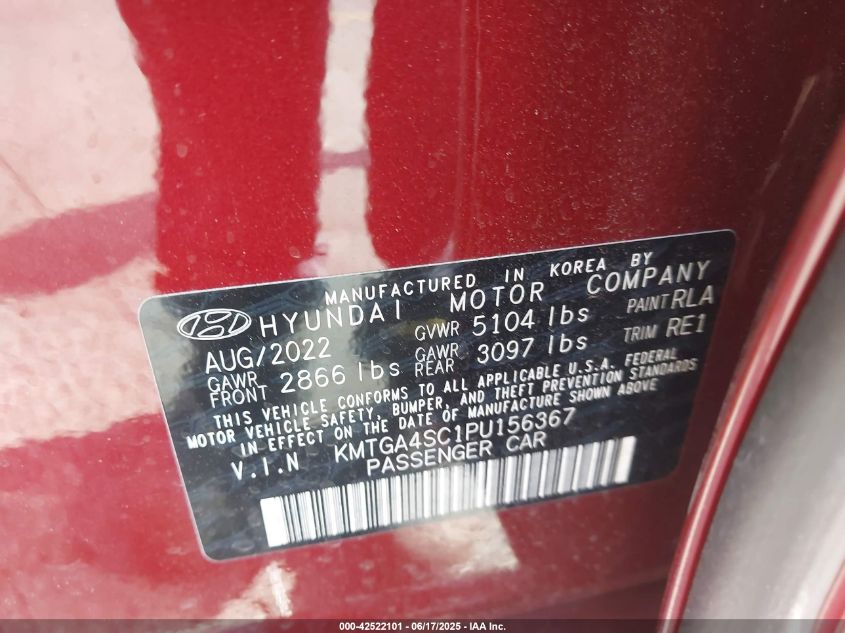 MANUFACTURED IN KOREA BY
HYUNDAI MOTOR COMPANY
AUG/2022 GVWR 5104 lbs PAINT RLA
GAWR FRONT 2866 lbs GAWR REAR 3097 lbs TRIM RE1
THIS VEHICLE CONFORMS TO ALL APPLICABLE U.S.A. FEDERAL
MOTOR VEHICLE SAFETY, BUMPER, AND THEFT PREVENTION STANDARDS
IN EFFECT ON THE DATE OF MANUFACTURE SHOWN ABOVE
V.I.N KMTGA4SC1PU156367
PASSENGER CAR
000-42522101 - 06/17/2025 - IAA Inc.